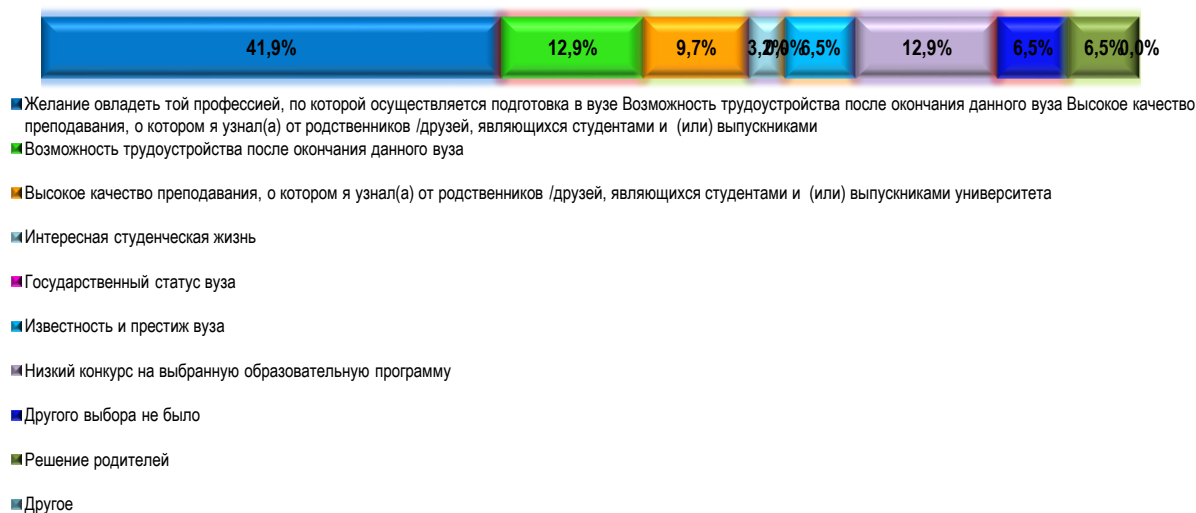 41,9% 12,9% 9,7% 3,2% 0,0% 6,5% 12,9% 6,5% 6,5% 0,0%
Желание овладеть той профессией, по которой осуществляется подготовка в вузе Возможность трудоустройства после окончания данного вуза Высокое качество
преподавания, о котором я узнал(а) от родственников /друзей, являющихся студентами и (или) выпускниками
Возможность трудоустройства после окончания данного вуза
Высокое качество преподавания, о котором я узнал(а) от родственников /друзей, являющихся студентами и (или) выпускниками университета
Интересная студенческая жизнь
Государственный статус вуза
Известность и престиж вуза
Низкий конкурс на выбранную образовательную программу
Другого выбора не было
Решение родителей
Другое